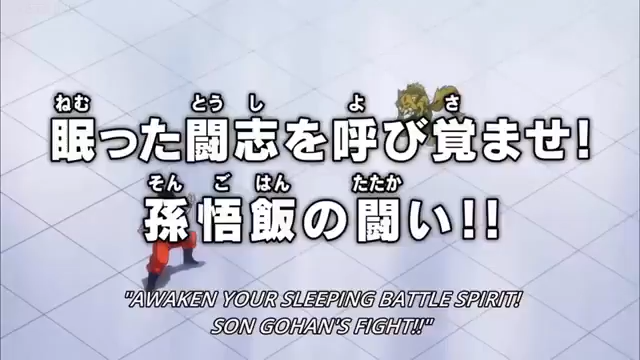 ねむ とう し よ さ
眠った闘志を呼び覚ませ!
そん ご はん たたか
孫悟飯の闘い!!
"AWAKEN YOUR SLEEPING BATTLE SPIRIT!
SON GOHAN'S FIGHT!!"